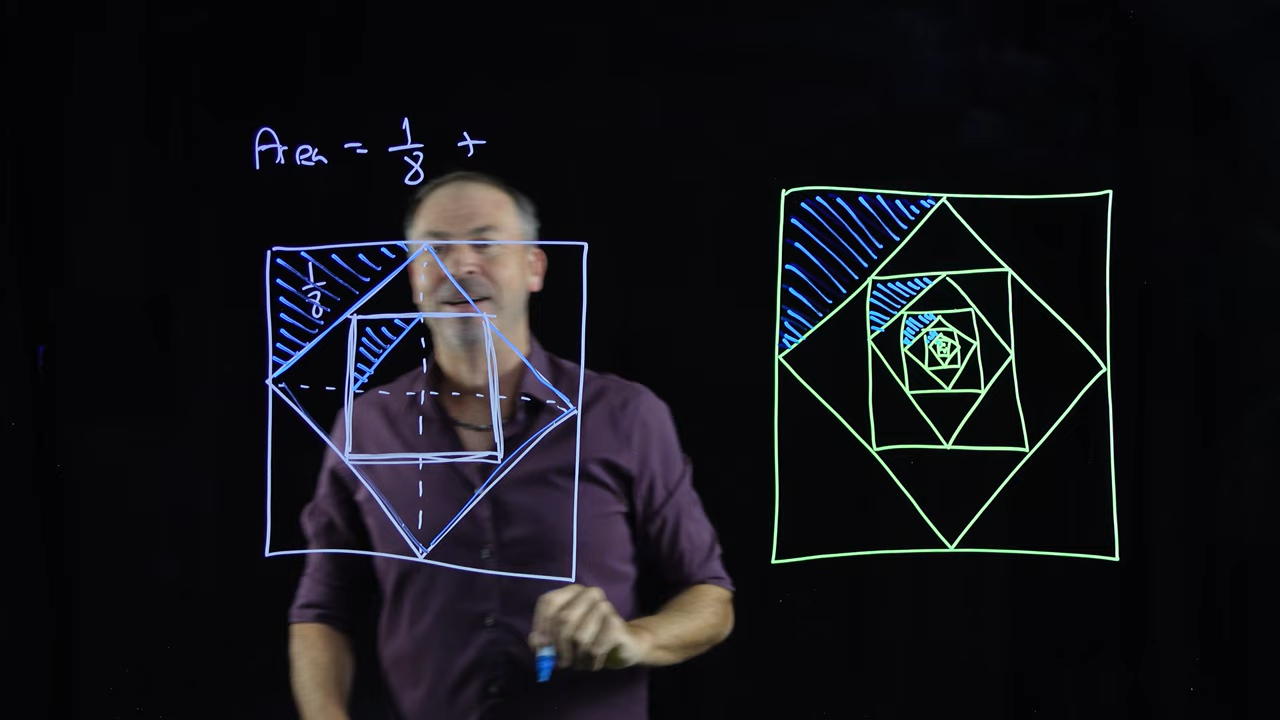 Area = 1/8 +
1/8